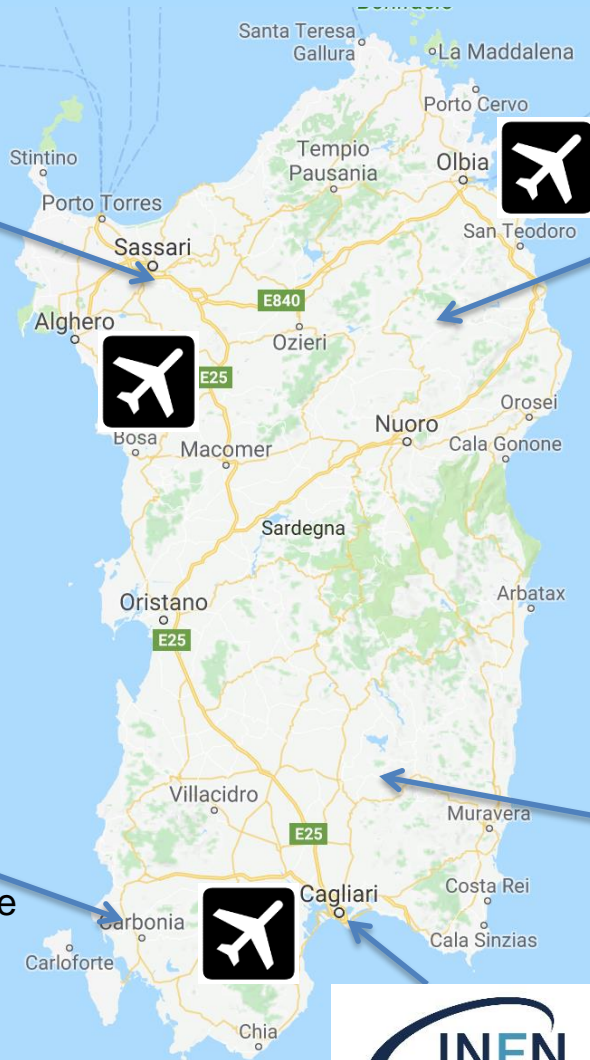 Santa Teresa
Gallura
La Maddalena
Porto Cervo
Stintino
Tempio
Pausania
Olbia
Porto Torres
San Teodoro
Sassari
E840
Alghero
Ozieri
E25
Orosei
Nuoro
Bosa
Macomer
Cala Gonone
Sardegna
Arbatax
Oristano
E25
Villacidro
Muravera
E25
Costa Rei
Cagliari
e
Carbonia
Cala Sinzias
Carloforte
Chia
INFN